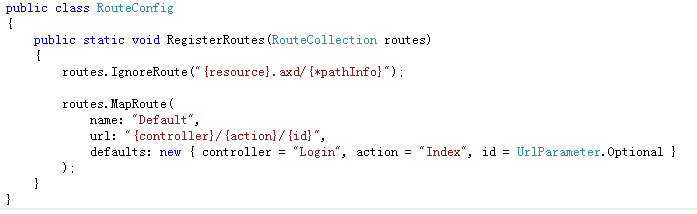 public class RouteConfig
{
    public static void RegisterRoutes(RouteCollection routes)
    {
        routes.IgnoreRoute("{resource}.axd/{*pathInfo}");

        routes.MapRoute(
            name: "Default",
            url: "{controller}/{action}/{id}",
            defaults: new { controller = "Login", action = "Index", id = UrlParameter.Optional }
        );
    }
}